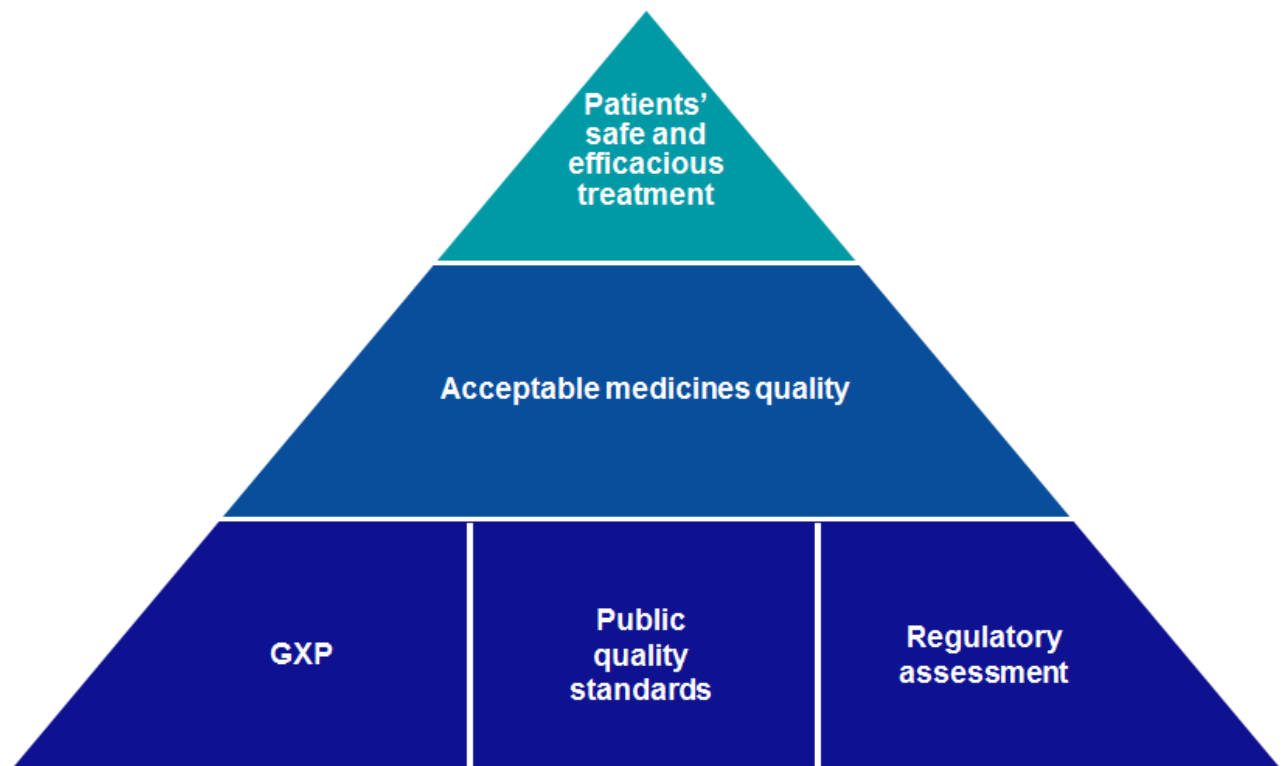 Patients’
safe and
efficacious
treatment
Acceptable medicines quality
GXP
Public
quality
standards
Regulatory
assessment